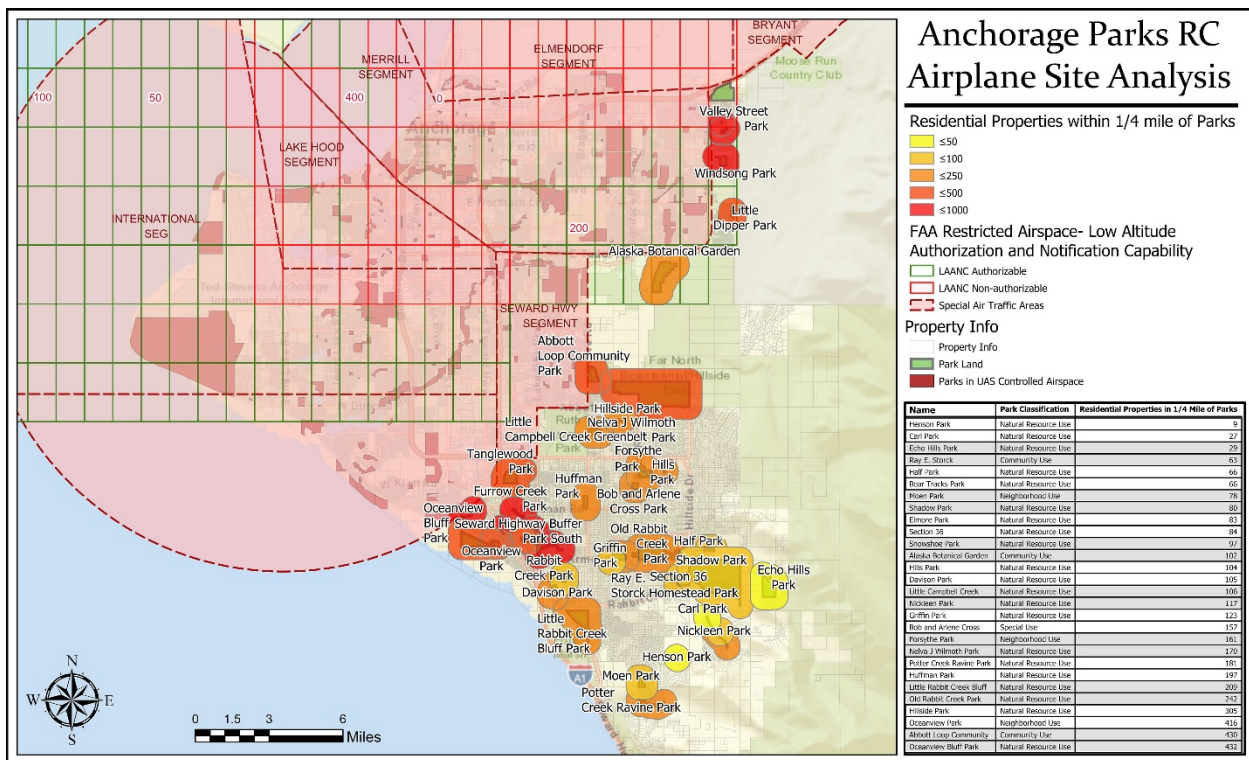 Anchorage Parks RC
Airplane Site Analysis
Residential Properties within 1/4 mile of Parks
≤50
≤100
≤250
≤500
≤1000
FAA Restricted Airspace- Low Altitude
Authorization and Notification Capability
LAANC Authorizable
LAANC Non-authorizable
Special Air Traffic Areas
Property Info
Property Info
Park Land
Parks in UAS Controlled Airspace
Name Park Classification Residential Properties in 1/4 Mile of Parks
Henson Park Natural Resource Use 9
Carl Park Natural Resource Use 27
Echo Hills Park Natural Resource Use 29
Ray E. Storck Community Use 63
Half Park Natural Resource Use 66
Bear Tracks Park Natural Resource Use 66
Moen Park Neighborhood Use 78
Shadow Park Natural Resource Use 80
Elmore Park Natural Resource Use 83
Section 36 Natural Resource Use 84
Snowshoe Park Natural Resource Use 97
Alaska Botanical Garden Community Use 102
Hills Park Natural Resource Use 104
Davison Park Natural Resource Use 105
Little Campbell Creek Natural Resource Use 106
Nickleen Park Natural Resource Use 117
Griffin Park Natural Resource Use 123
Bob and Arlene Cross Special Use 157
Forsythe Park Neighborhood Use 161
Nelva J Wilmoth Park Natural Resource Use 170
Potter Creek Ravine Park Natural Resource Use 181
Huffman Park Natural Resource Use 197
Little Rabbit Creek Bluff Natural Resource Use 209
Old Rabbit Creek Park Natural Resource Use 242
Hillside Park Natural Resource Use 305
Oceanview Park Neighborhood Use 416
Abbott Loop Community Community Use 430
Oceanview Bluff Park Natural Resource Use 432
BRYANT
SEGMENT
ELMENDORF
SEGMENT
MERRILL
SEGMENT
Moose Run
Country Club
100
50
400
0
Valley Street
Park
Anchorage
LAKE HOOD
SEGMENT
Windsong Park
INTERNATIONAL
SEG
200
Little
Dipper Park
Alaska Botanical Garden
Ted Stevens Anchorage
International Airport
SEWARD HWY
SEGMENT
Abbott
Loop Community
Park
Far North
Bicentennial
Park
Hillside Park
Little
Campbell Creek Greenbelt
Nelva J Wilmoth
Park
Tanglewood
Park
Forsythe
Park
Hills
Park
Hillside Dr
Huffman
Park
Bob and Arlene
Cross Park
Furrow Creek
Park
Oceanview
Bluff
Park
Seward Highway Buffer
Park South
Oceanview
Park
Old Rabbit
Creek
Park
Half Park
Griffin
Park
Shadow Park
Echo Hills
Park
Rabbit
Creek Park
Ray E.
Storck Homestead Park
Section 36
Davison Park
Carl Park
Little
Rabbit Creek
Bluff Park
Nickleen Park
Henson Park
A1
Moen Park
Potter
Creek Ravine Park
N
W
E
S
0 1.5 3 6
Miles